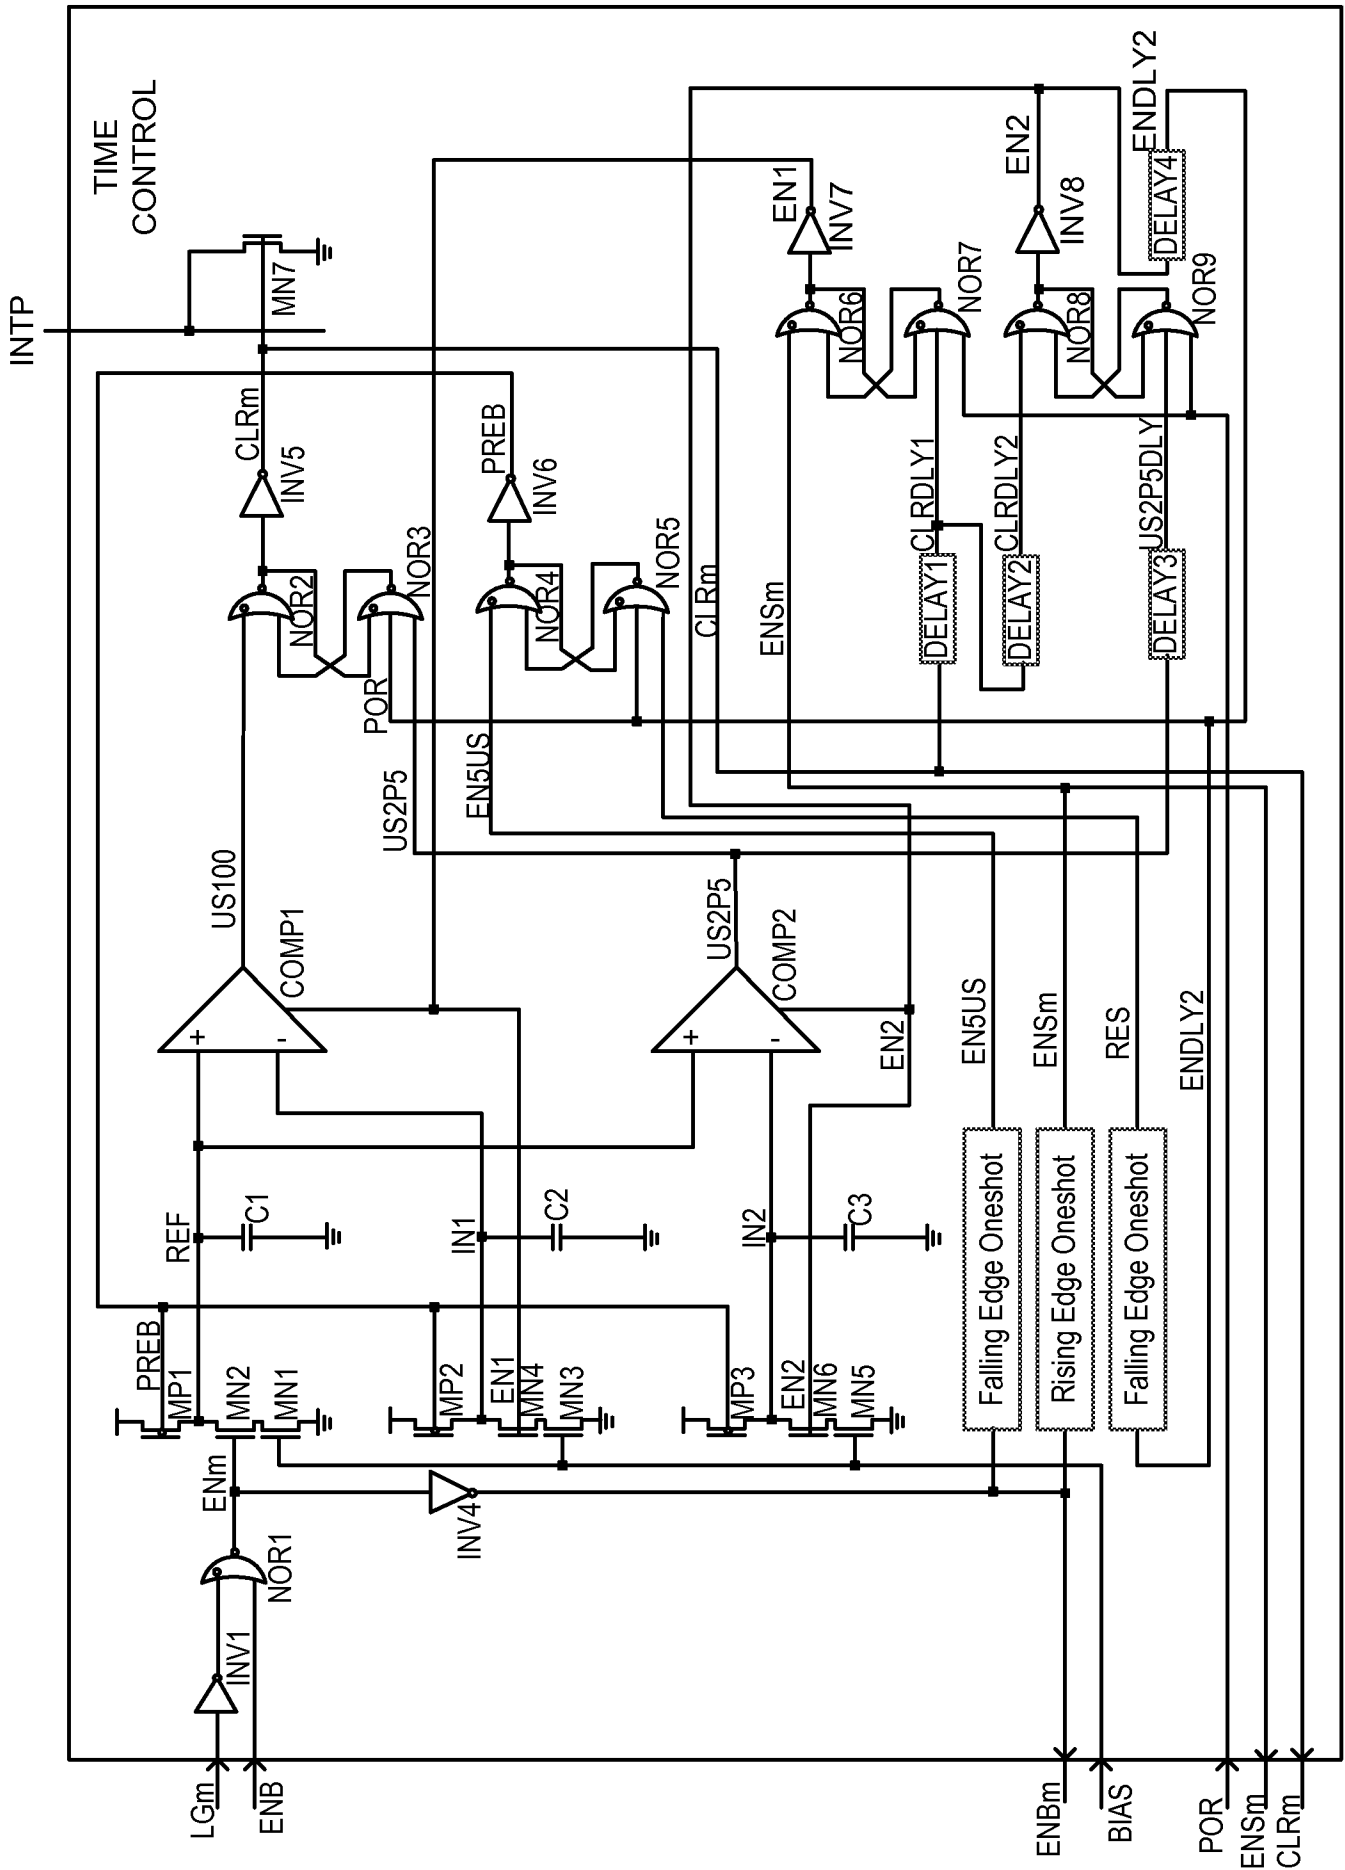 INTP
TIME
CONTROL
MN7
CLRm
INV5
NOR2
NOR3
POR
US100
US2P5
COMP1
+
-
PREB
INV6
NOR4
NOR5
EN5US
CLRm
EN1
INV7
NOR6
NOR7
ENSm
CLRDLY1
DELAY1
EN2
INV8
NOR8
NOR9
CLRDLY2
DELAY2
US2P5DLY
DELAY3
ENDLY2
DELAY4
US2P5
COMP2
+
-
EN2
REF
C1
IN1
C2
IN2
C3
PREB
MP1
MN2
MN1
MP2
EN1
MN4
MN3
MP3
EN2
MN6
MN5
EN5US
ENSm
RES
ENDLY2
Falling Edge Oneshot
Rising Edge Oneshot
Falling Edge Oneshot
ENm
INV4
NOR1
INV1
LGm
ENB
ENBm
BIAS
POR
ENSm
CLRm